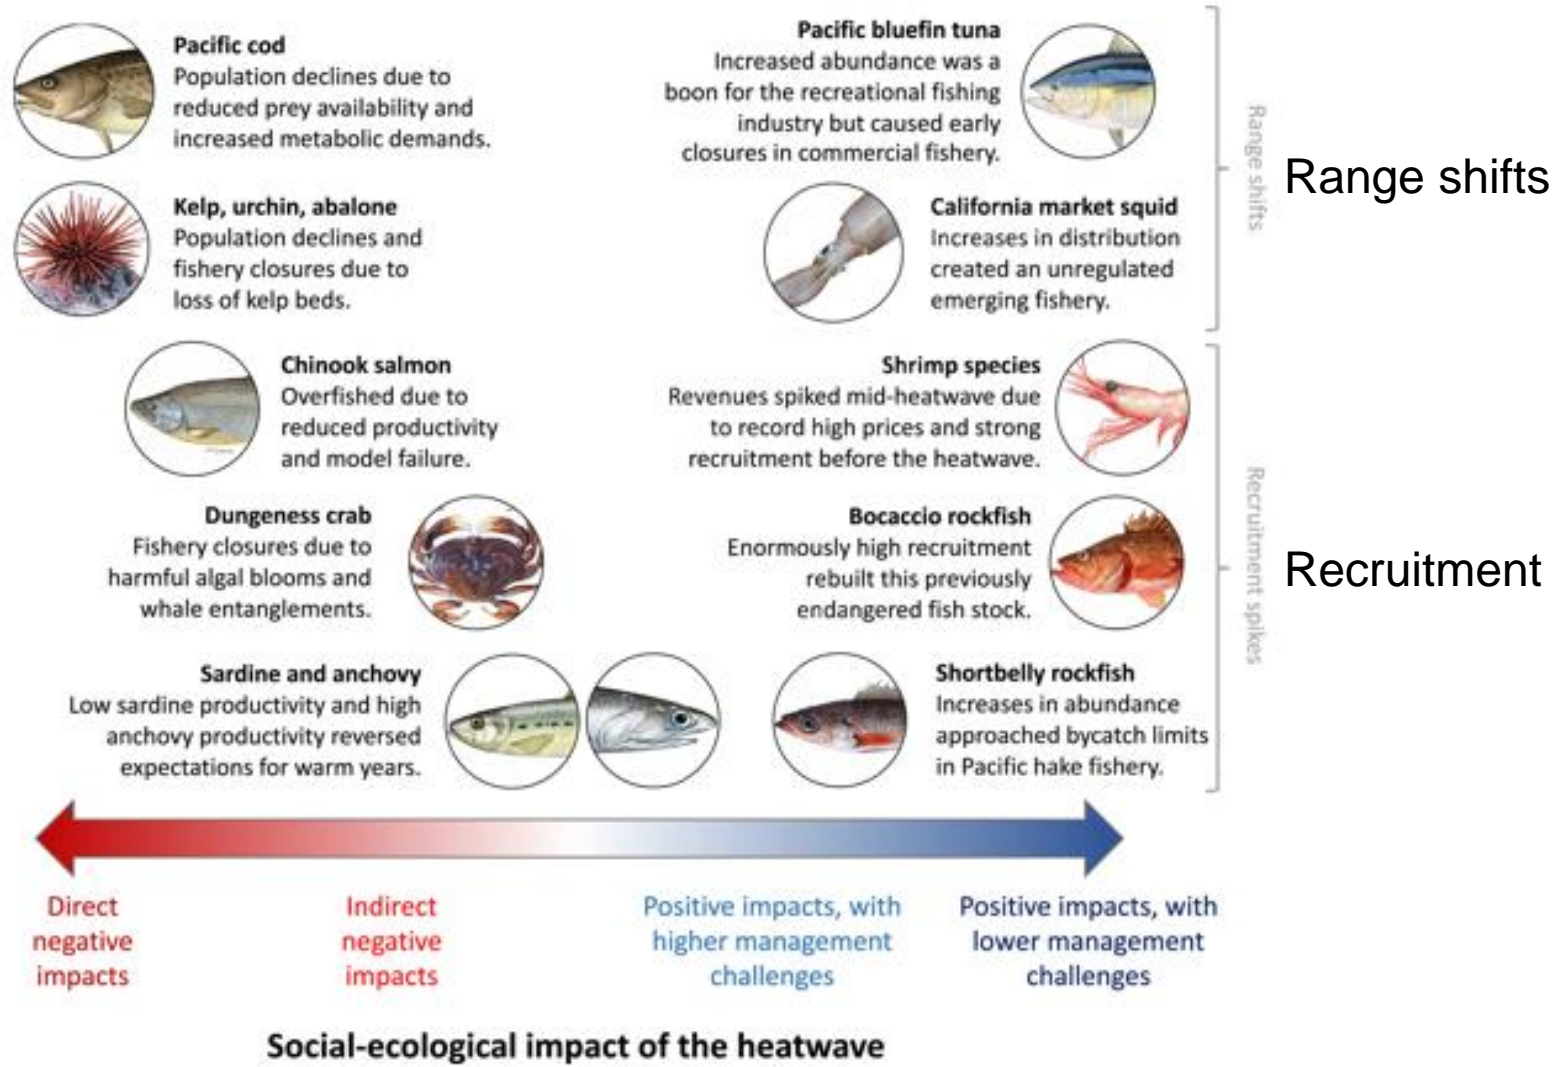 Pacific cod
Population declines due to
reduced prey availability and
increased metabolic demands.
Pacific bluefin tuna
Increased abundance was a
boon for the recreational fishing
industry but caused early
closures in commercial fishery.
Kelp, urchin, abalone
Population declines and
fishery closures due to
loss of kelp beds.
California market squid
Increases in distribution
created an unregulated
emerging fishery.
Range shifts
Range shifts
Chinook salmon
Overfished due to
reduced productivity
and model failure.
Shrimp species
Revenues spiked mid-heatwave due
to record high prices and strong
recruitment before the heatwave.
Dungeness crab
Fishery closures due to
harmful algal blooms and
whale entanglements.
Bocaccio rockfish
Enormously high recruitment
rebuilt this previously
endangered fish stock.
Sardine and anchovy
Low sardine productivity and high
anchovy productivity reversed
expectations for warm years.
Shortbelly rockfish
Increases in abundance
approached bycatch limits
in Pacific hake fishery.
Recruitment spikes
Recruitment
Direct
negative
impacts
Indirect
negative
impacts
Positive impacts, with
higher management
challenges
Positive impacts, with
lower management
challenges
Social-ecological impact of the heatwave